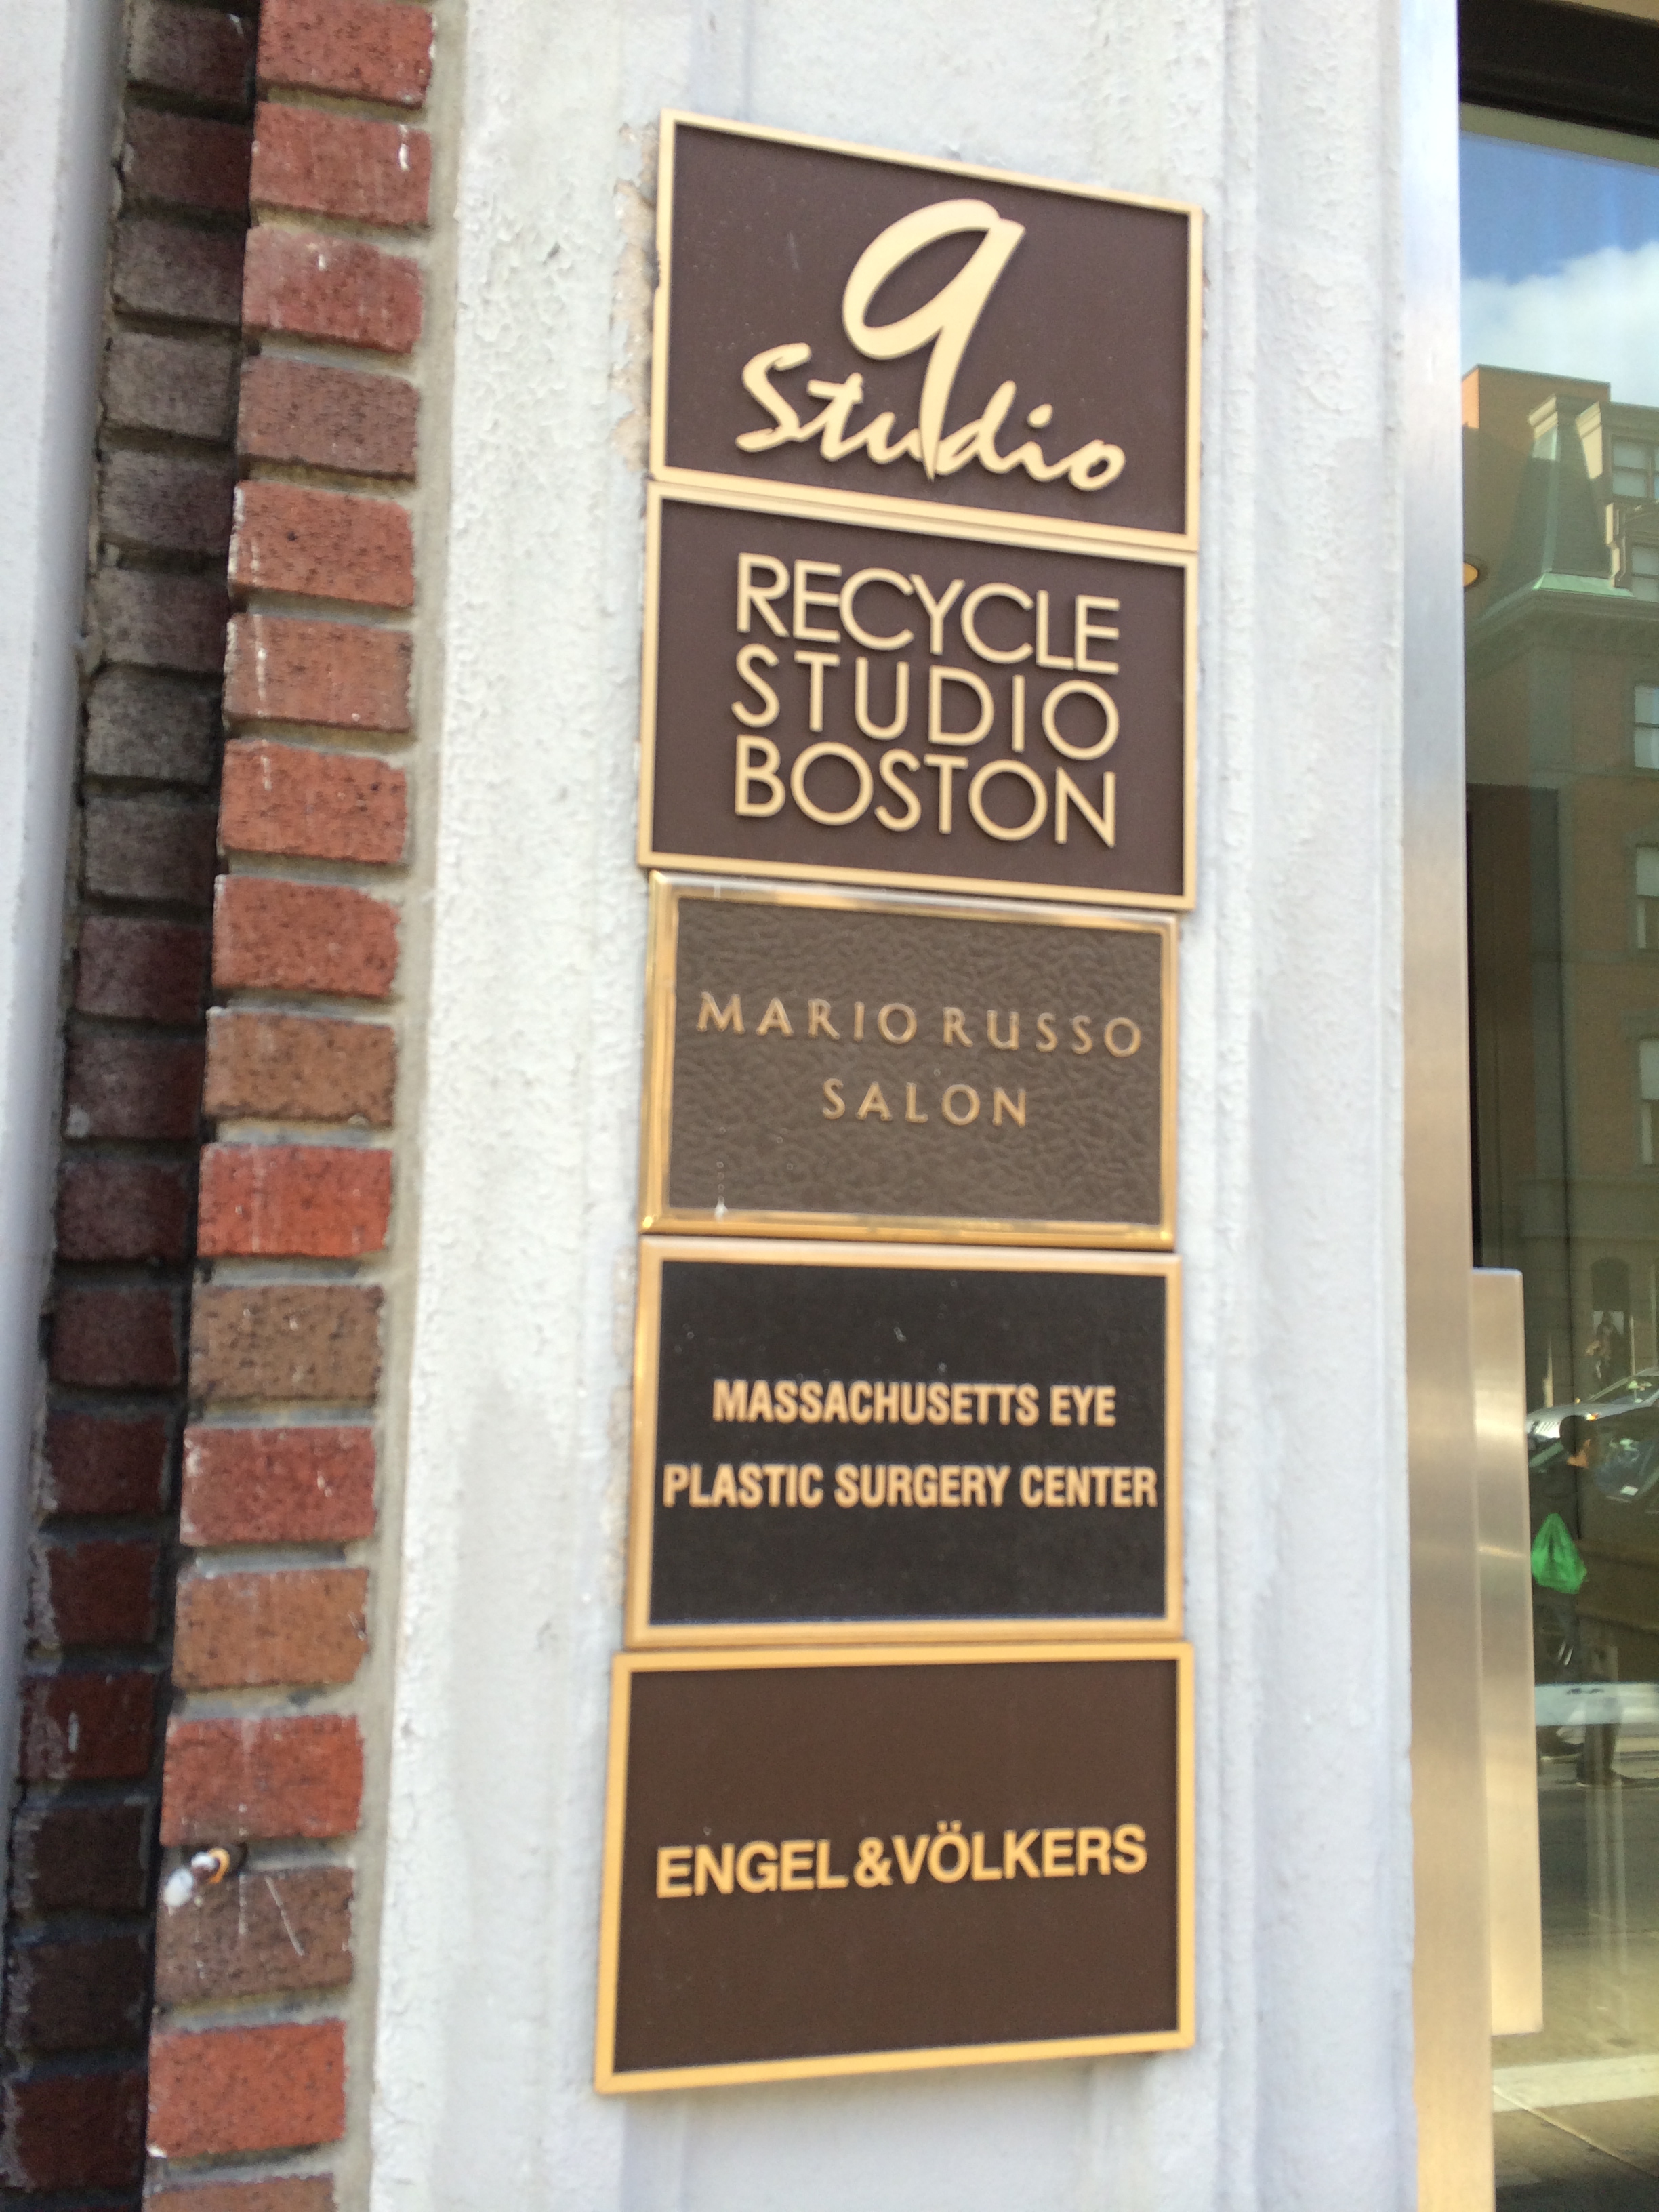 9
Studio
RECYCLE
STUDIO
BOSTON
MARIO RUSSO
SALON
MASSACHUSETTS EYE
PLASTIC SURGERY CENTER
ENGEL&VÖLKERS